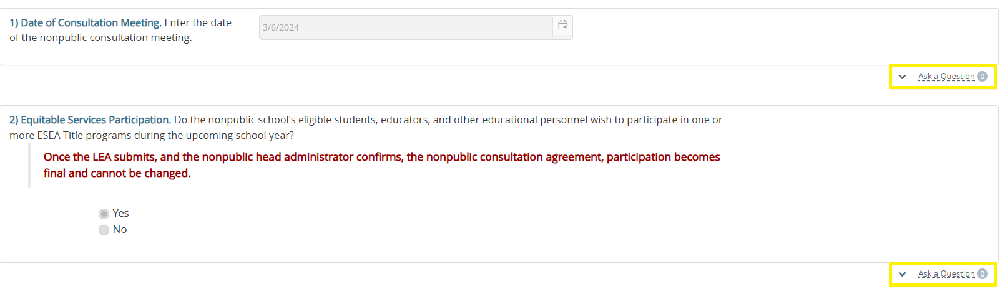 1) Date of Consultation Meeting. Enter the date
of the nonpublic consultation meeting.
3/6/2024
Ask a Question 0
2) Equitable Services Participation. Do the nonpublic school's eligible students, educators, and other educational personnel wish to participate in one or
more ESEA Title programs during the upcoming school year?
Once the LEA submits, and the nonpublic head administrator confirms, the nonpublic consultation agreement, participation becomes
final and cannot be changed.
Yes
No
Ask a Question 0